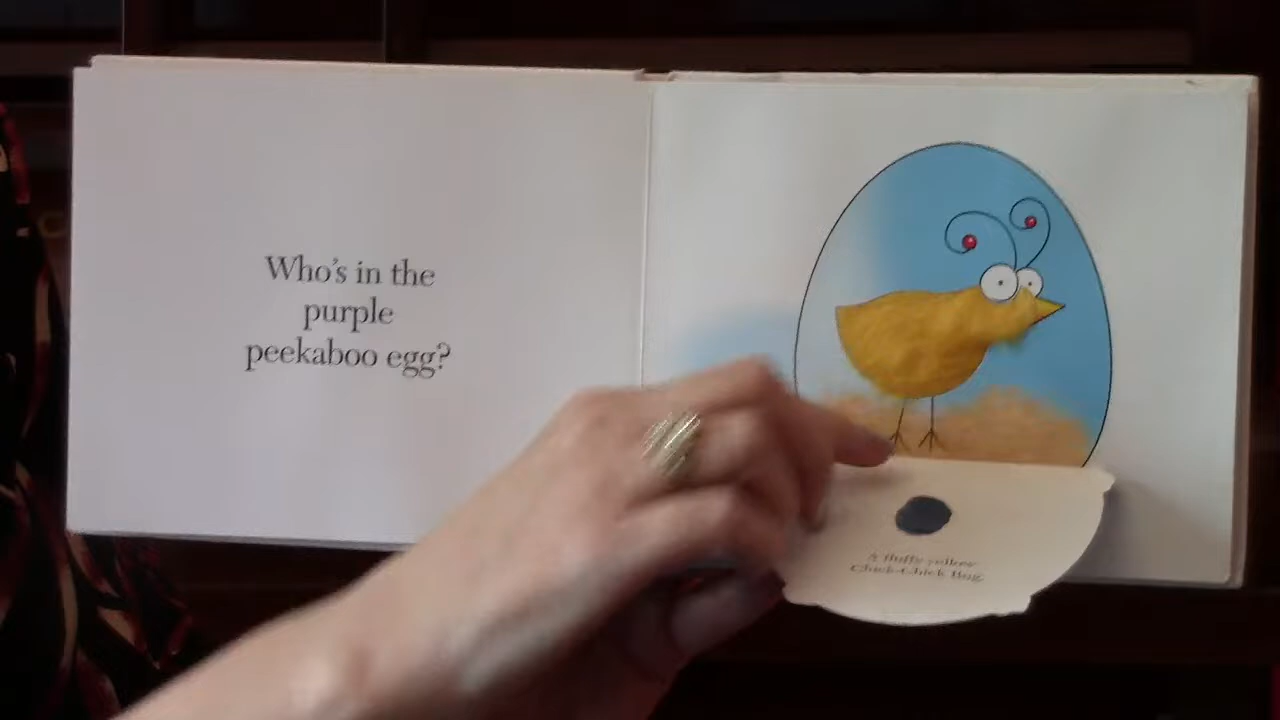 Who's in the
purple
peekaboo egg?
A fluffy yellow
Chick-Chick Bug.